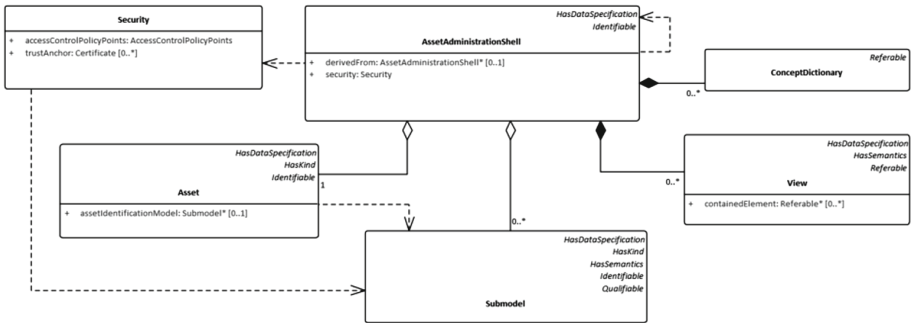 Security
+ accessControlPolicyPoints: AccessControlPolicyPoints
+ trustAnchor: Certificate [0..*]
HasDataSpecification
Identifiable
AssetAdministrationShell
+ derivedFrom: AssetAdministrationShell* [0..1]
+ security: Security
Referable
ConceptDictionary
0..*
HasDataSpecification
HasKind
Identifiable
Asset
+ assetIdentificationModel: Submodel* [0..1]
1
HasDataSpecification
HasSemantics
Referable
View
+ containedElement: Referable* [0..*]
0..*
0..*
HasDataSpecification
HasKind
HasSemantics
Identifiable
Qualifiable
Submodel